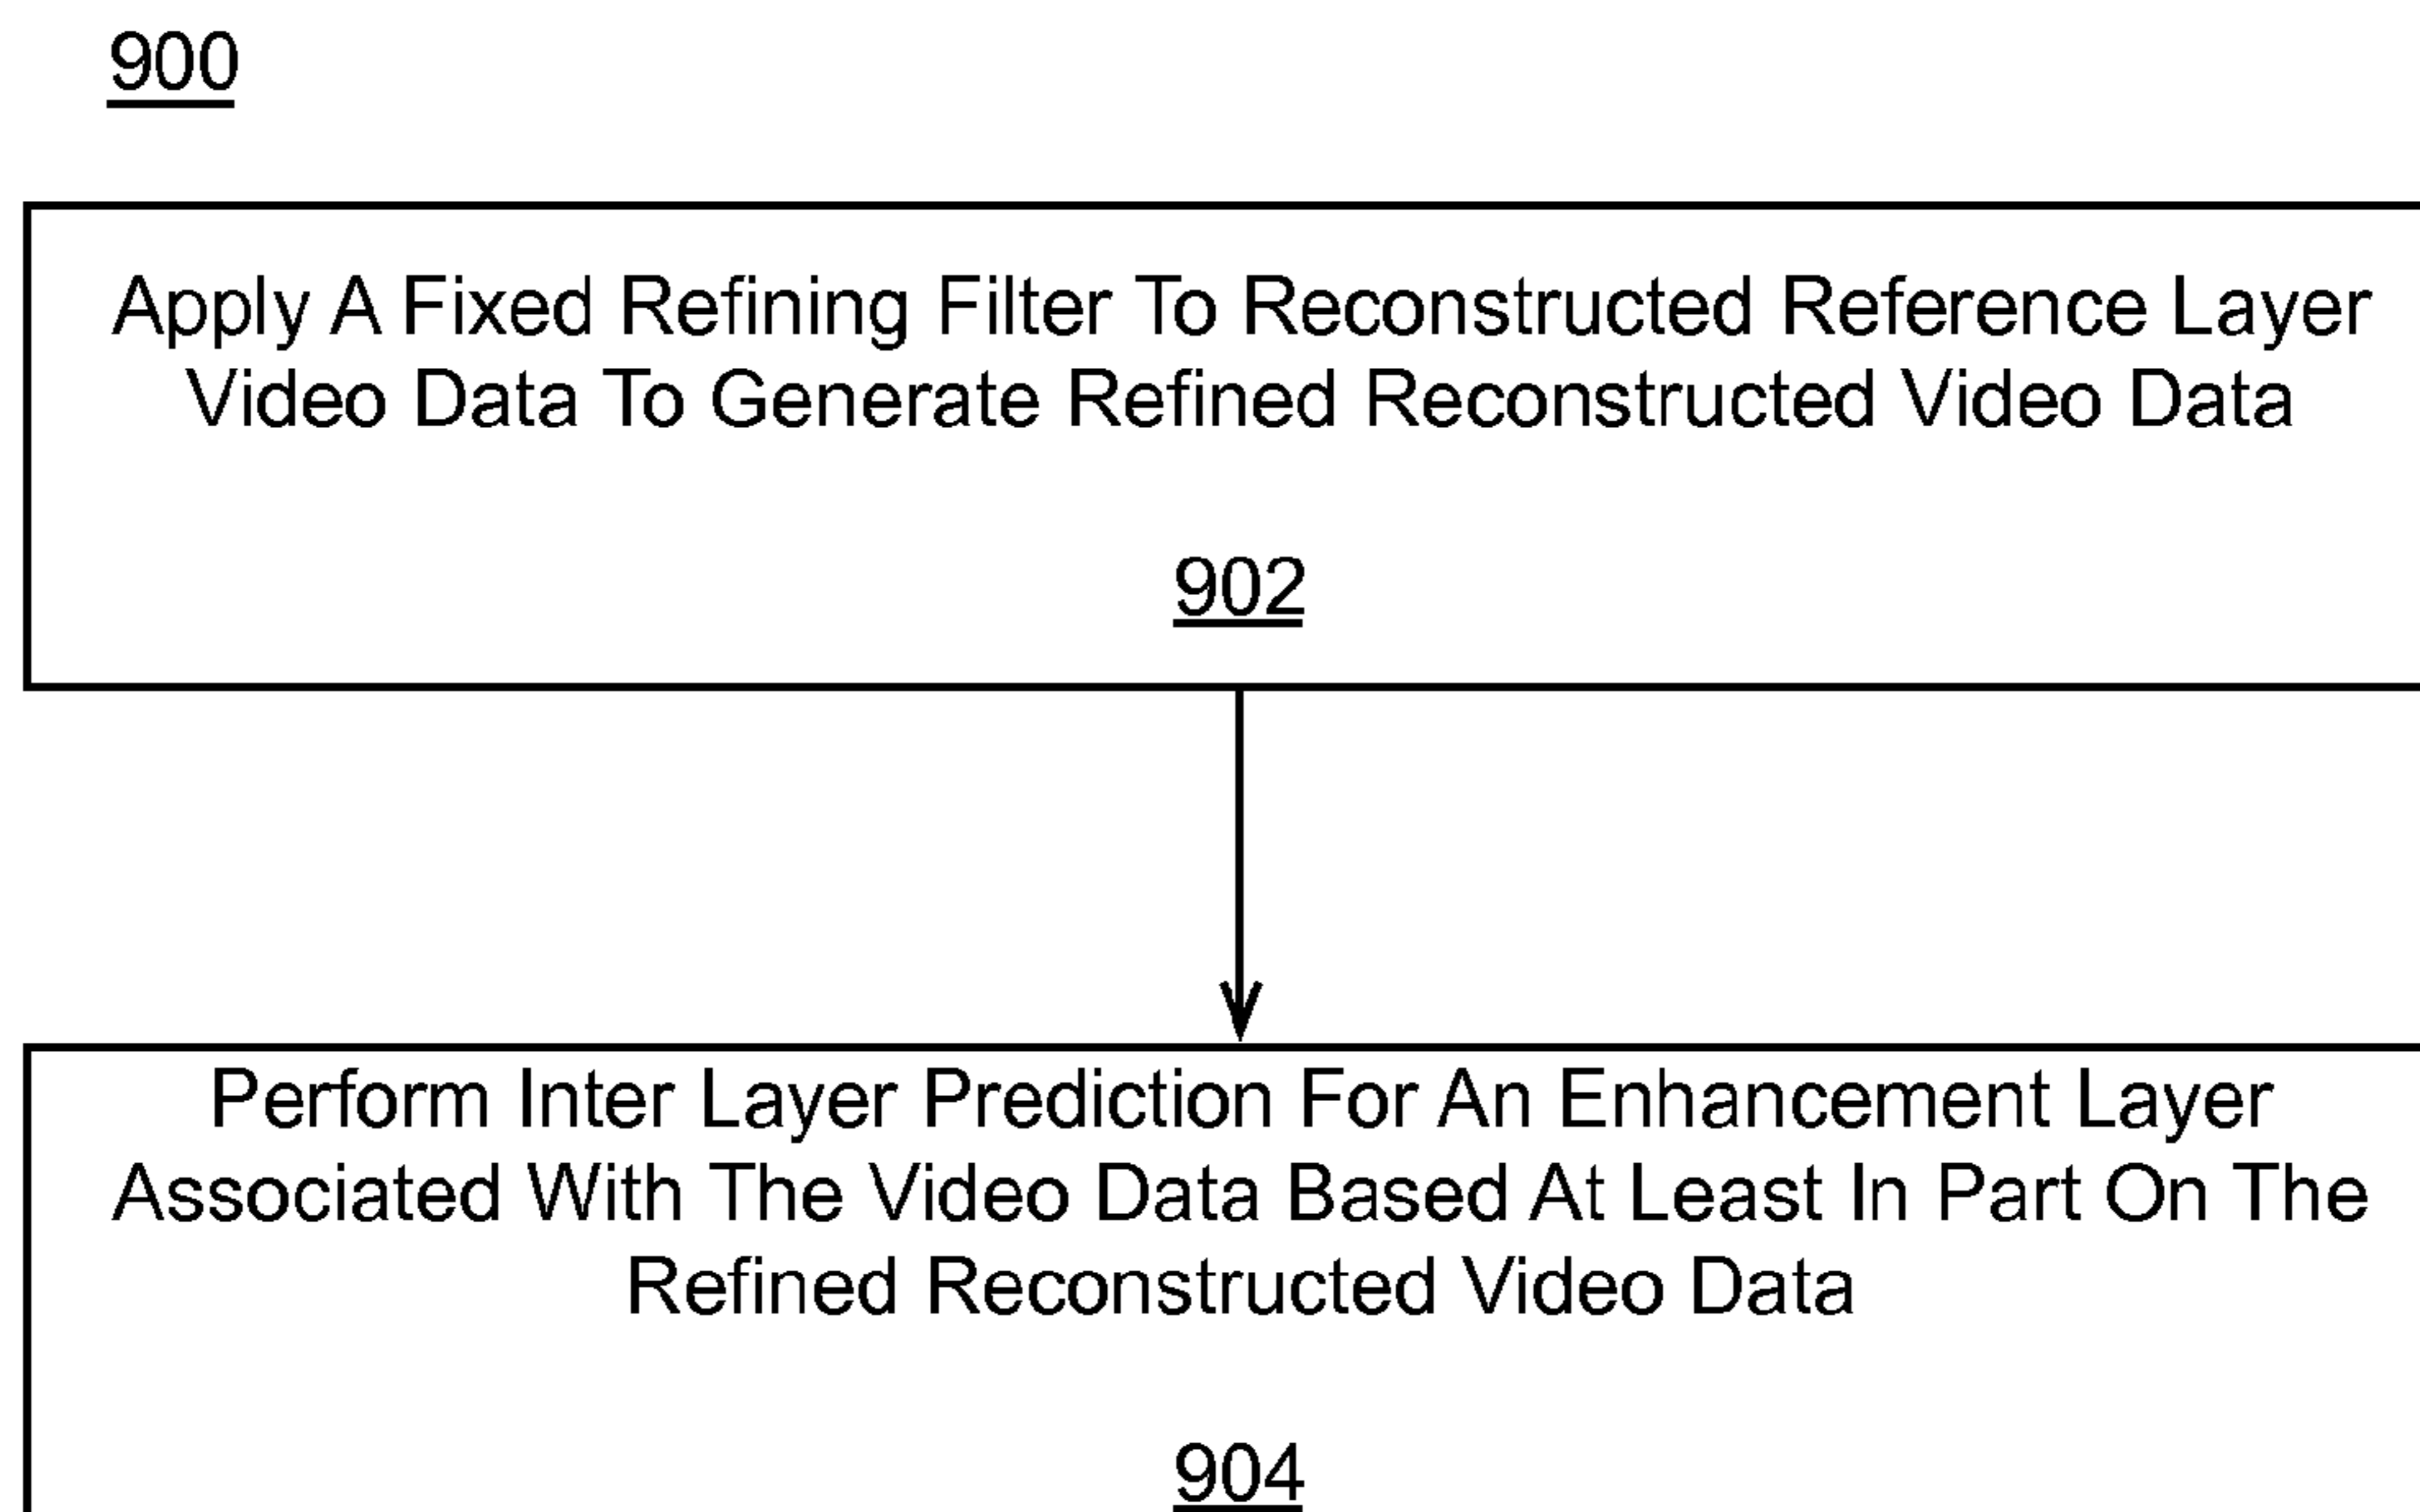 900
Apply A Fixed Refining Filter To Reconstructed Reference Layer
Video Data To Generate Refined Reconstructed Video Data
902
Perform Inter Layer Prediction For An Enhancement Layer
Associated With The Video Data Based At Least In Part On The
Refined Reconstructed Video Data
904